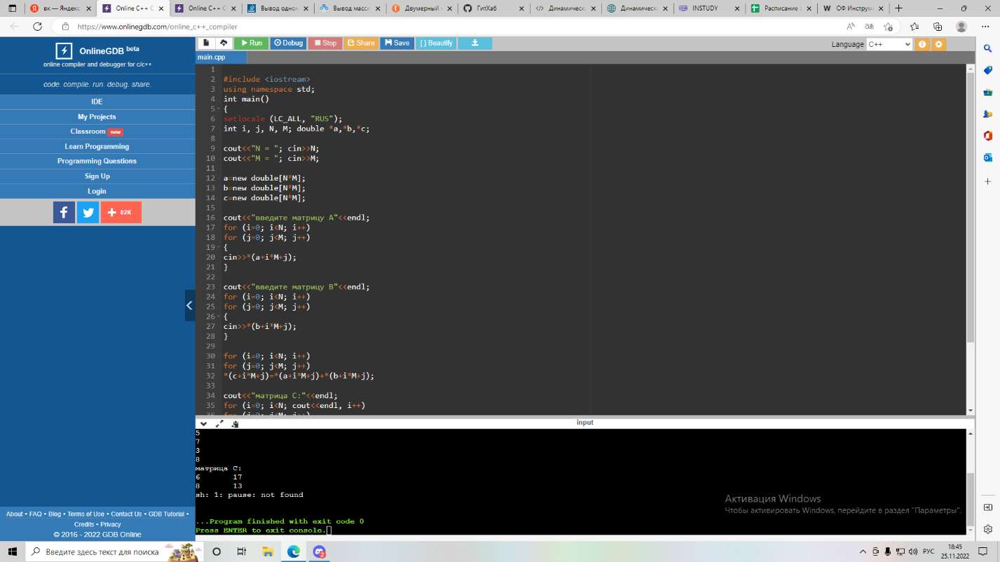 вк — Яндекс
Online C++ C
Online C++ C
Вывод одном
Вывод масси
Двумерный м
ГитХаб
Динамическа
Динамическа
INSTUDY
Расписание з
ОФ Инструм
https://www.onlinegdb.com/online_c++_compiler
OnlineGDB beta
online compiler and debugger for c/c++
code. compile. run. debug. share.
IDE
My Projects
Classroom new
Learn Programming
Programming Questions
Sign Up
Login
82K
About • FAQ • Blog • Terms of Use • Contact Us • GDB Tutorial •
Credits • Privacy
© 2016 - 2022 GDB Online
Run Debug Stop Share Save { } Beautify
Language C++
main.cpp
1
2 #include <iostream>
3 using namespace std;
4 int main()
5 {
6 setlocale (LC_ALL, "RUS");
7 int i, j, N, M; double *a,*b,*c;
8
9 cout<<"N = "; cin>>N;
10 cout<<"M = "; cin>>M;
11
12 a=new double[N*M];
13 b=new double[N*M];
14 c=new double[N*M];
15
16 cout<<"введите матрицу A"<<endl;
17 for (i=0; i<N; i++)
18 for (j=0; j<M; j++)
19 {
20 cin>>*(a+i*M+j);
21 }
22
23 cout<<"введите матрицу B"<<endl;
24 for (i=0; i<N; i++)
25 for (j=0; j<M; j++)
26 {
27 cin>>*(b+i*M+j);
28 }
29
30 for (i=0; i<N; i++)
31 for (j=0; j<M; j++)
32 *(c+i*M+j)=*(a+i*M+j)+*(b+i*M+j);
33
34 cout<<"матрица C:"<<endl;
35 for (i=0; i<N; cout<<endl, i++)
36 for (j=0; j<M; j++)
input
5
7
3
8
матрица C:
6 17
8 13
sh: 1: pause: not found
...Program finished with exit code 0
Press ENTER to exit console.
Активация Windows
Чтобы активировать Windows, перейдите в раздел "Параметры".
Введите здесь текст для поиска
РУС
18:45
25.11.2022